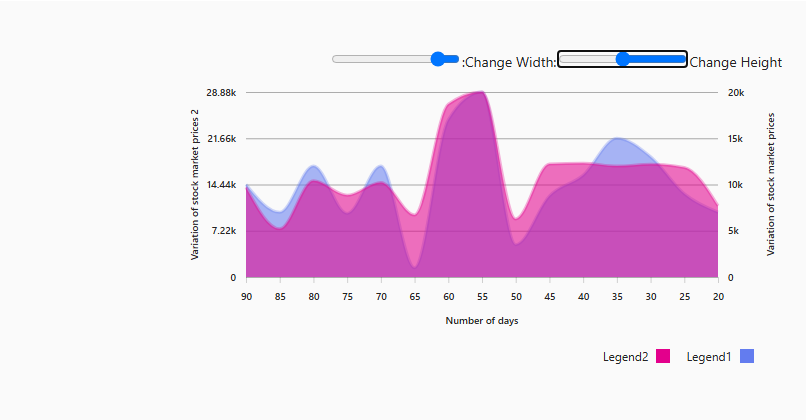 :Change Width: Change Height
Variation of stock market prices 2
28.88k
21.66k
14.44k
7.22k
0
20k
15k
10k
5k
0
Variation of stock market prices
90 85 80 75 70 65 60 55 50 45 40 35 30 25 20
Number of days
Legend2 Legend1